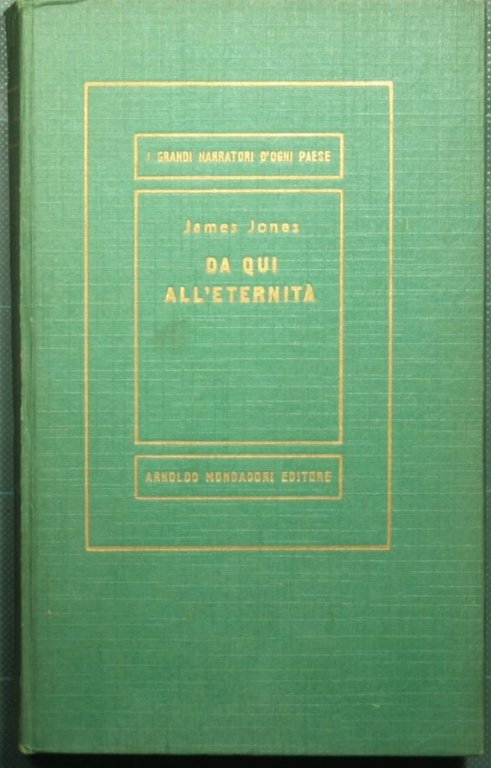 I GRANDI NARRATORI D'OGNI PAESE
James Jones
DA QUI
ALL'ETERNITÀ
ARNOLDO MONDADORI EDITORE